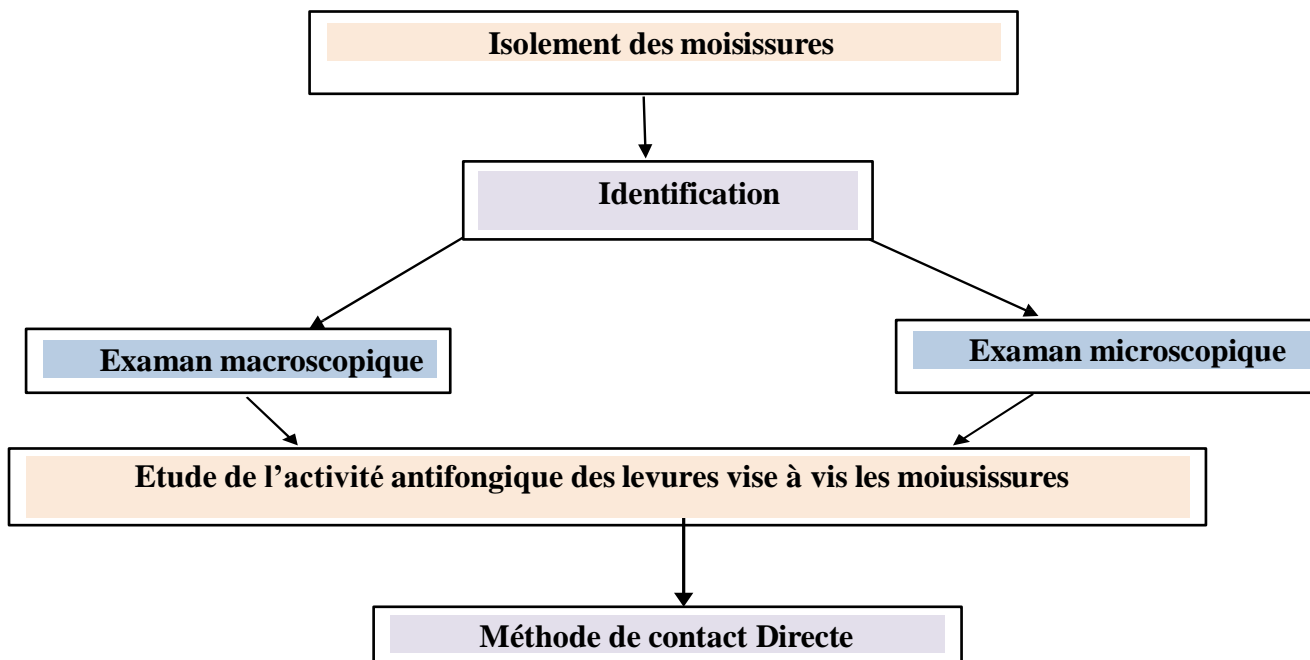 Isolement des moisissures
Identification
Examan macroscopique
Examan microscopique
Etude de l’activité antifongique des levures vise à vis les moiusissures
Méthode de contact Directe